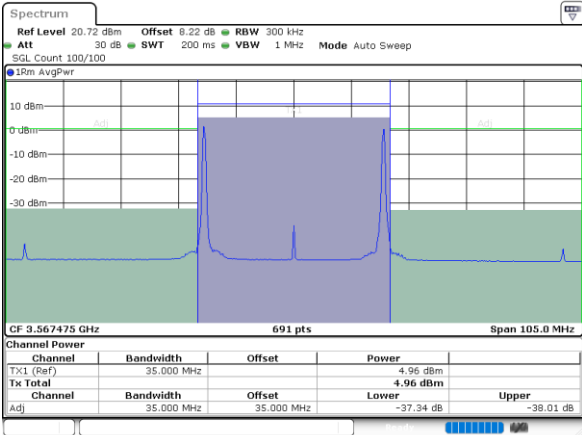 Spectrum
Ref Level 20.72 dBm Offset 8.22 dB RBW 300 kHz
Att 30 dB SWT 200 ms VBW 1 MHz Mode Auto Sweep
SGL Count 100/100
1Rm AvgPwr
10 dBm
Adj TX1 Adj
0 dBm
-10 dBm
-20 dBm
-30 dBm
CF 3.567475 GHz 691 pts Span 105.0 MHz
Channel Power
Channel Bandwidth Offset Power
TX1 (Ref) 35.000 MHz 4.96 dBm
Tx Total 4.96 dBm
Channel Bandwidth Offset Lower Upper
Adj 35.000 MHz 35.000 MHz -37.34 dB -38.01 dB
Ready